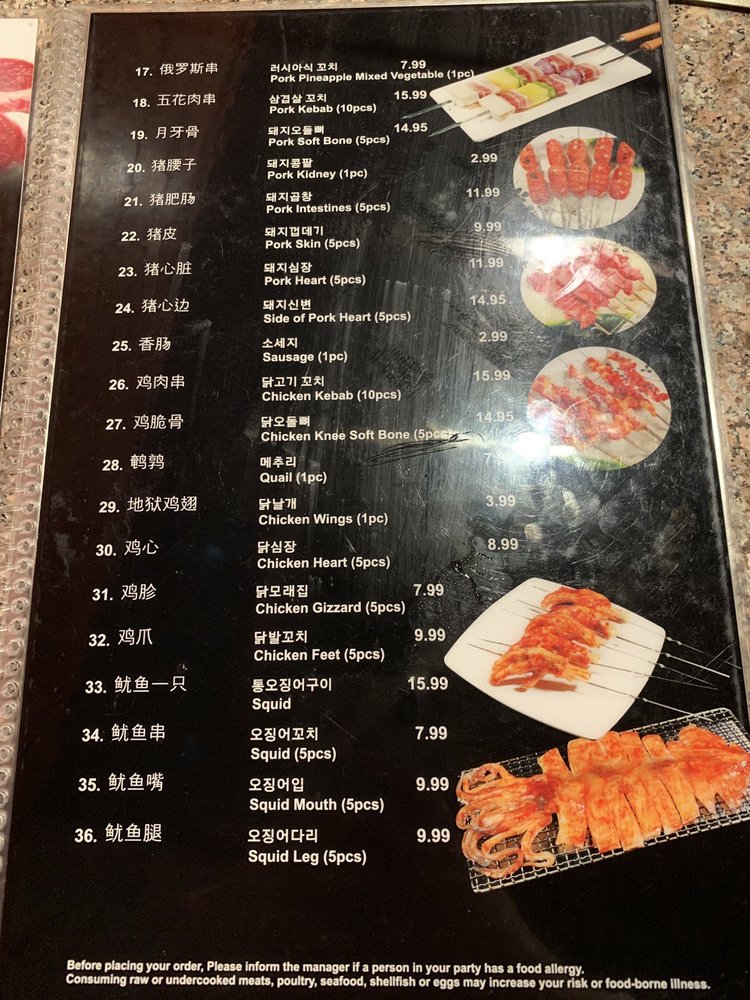 17. 俄罗斯串 러시아식 꼬치 7.99
Pork Pineapple Mixed Vegetable (1pc)
18. 五花肉串 삼겹살 꼬치 15.99
Pork Kebab (10pcs)
19. 月牙骨 돼지오돌뼈 14.95
Pork Soft Bone (5pcs)
20. 猪腰子 돼지콩팥 2.99
Pork Kidney (1pc)
21. 猪肥肠 돼지곱창 11.99
Pork Intestines (5pcs)
22. 猪皮 돼지껍데기 9.99
Pork Skin (5pcs)
23. 猪心脏 돼지심장 11.99
Pork Heart (5pcs)
24. 猪心边 돼지신변 14.95
Side of Pork Heart (5pcs)
25. 香肠 소세지 2.99
Sausage (1pc)
26. 鸡肉串 닭고기 꼬치 15.99
Chicken Kebab (10pcs)
27. 鸡脆骨 닭오돌뼈 14.95
Chicken Knee Soft Bone (5pcs)
28. 鹌鹑 메추리
Quail (1pc)
29. 地狱鸡翅 닭날개 3.99
Chicken Wings (1pc)
30. 鸡心 닭심장 8.99
Chicken Heart (5pcs)
31. 鸡胗 닭모래집 7.99
Chicken Gizzard (5pcs)
32. 鸡爪 닭발꼬치 9.99
Chicken Feet (5pcs)
33. 鱿鱼一只 통오징어구이 15.99
Squid
34. 鱿鱼串 오징어꼬치 7.99
Squid (5pcs)
35. 鱿鱼嘴 오징어입 9.99
Squid Mouth (5pcs)
36. 鱿鱼腿 오징어다리 9.99
Squid Leg (5pcs)
Before placing your order, Please inform the manager if a person in your party has a food allergy.
Consuming raw or undercooked meats, poultry, seafood, shellfish or eggs may increase your risk or food-borne illness.